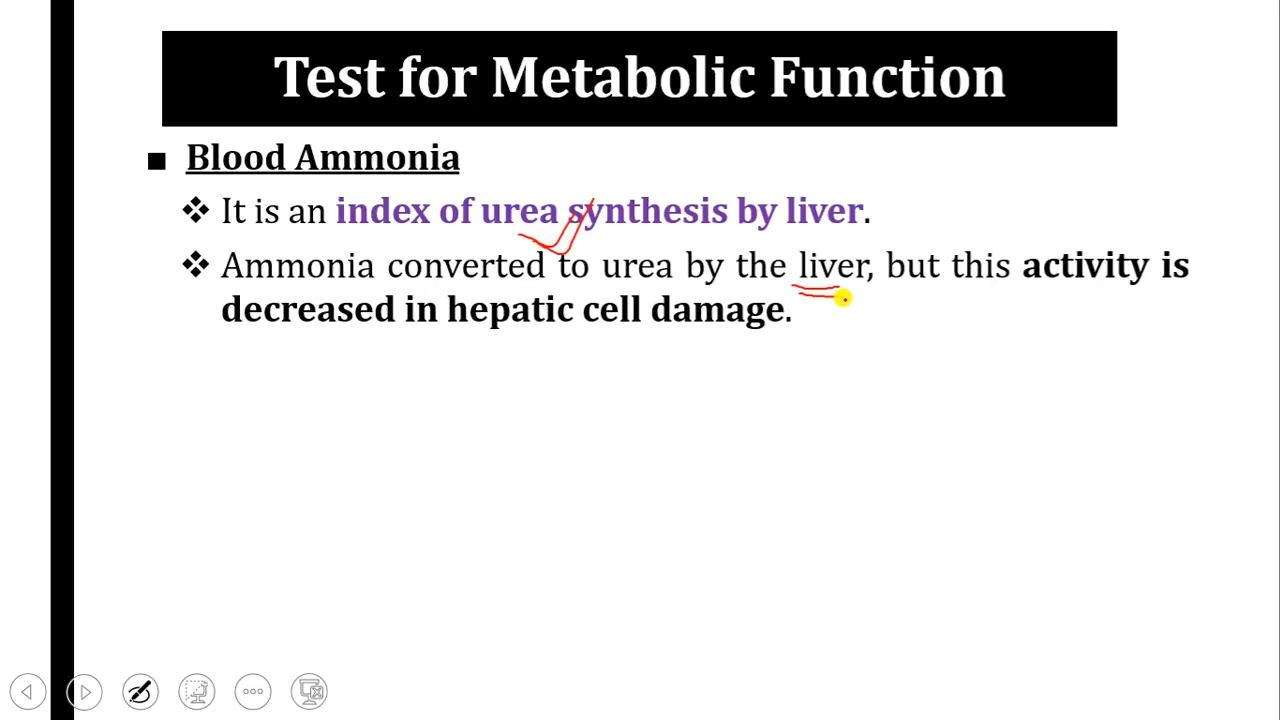 Test for Metabolic Function
■ Blood Ammonia
❖ It is an index of urea synthesis by liver.
❖ Ammonia converted to urea by the liver, but this activity is
decreased in hepatic cell damage.